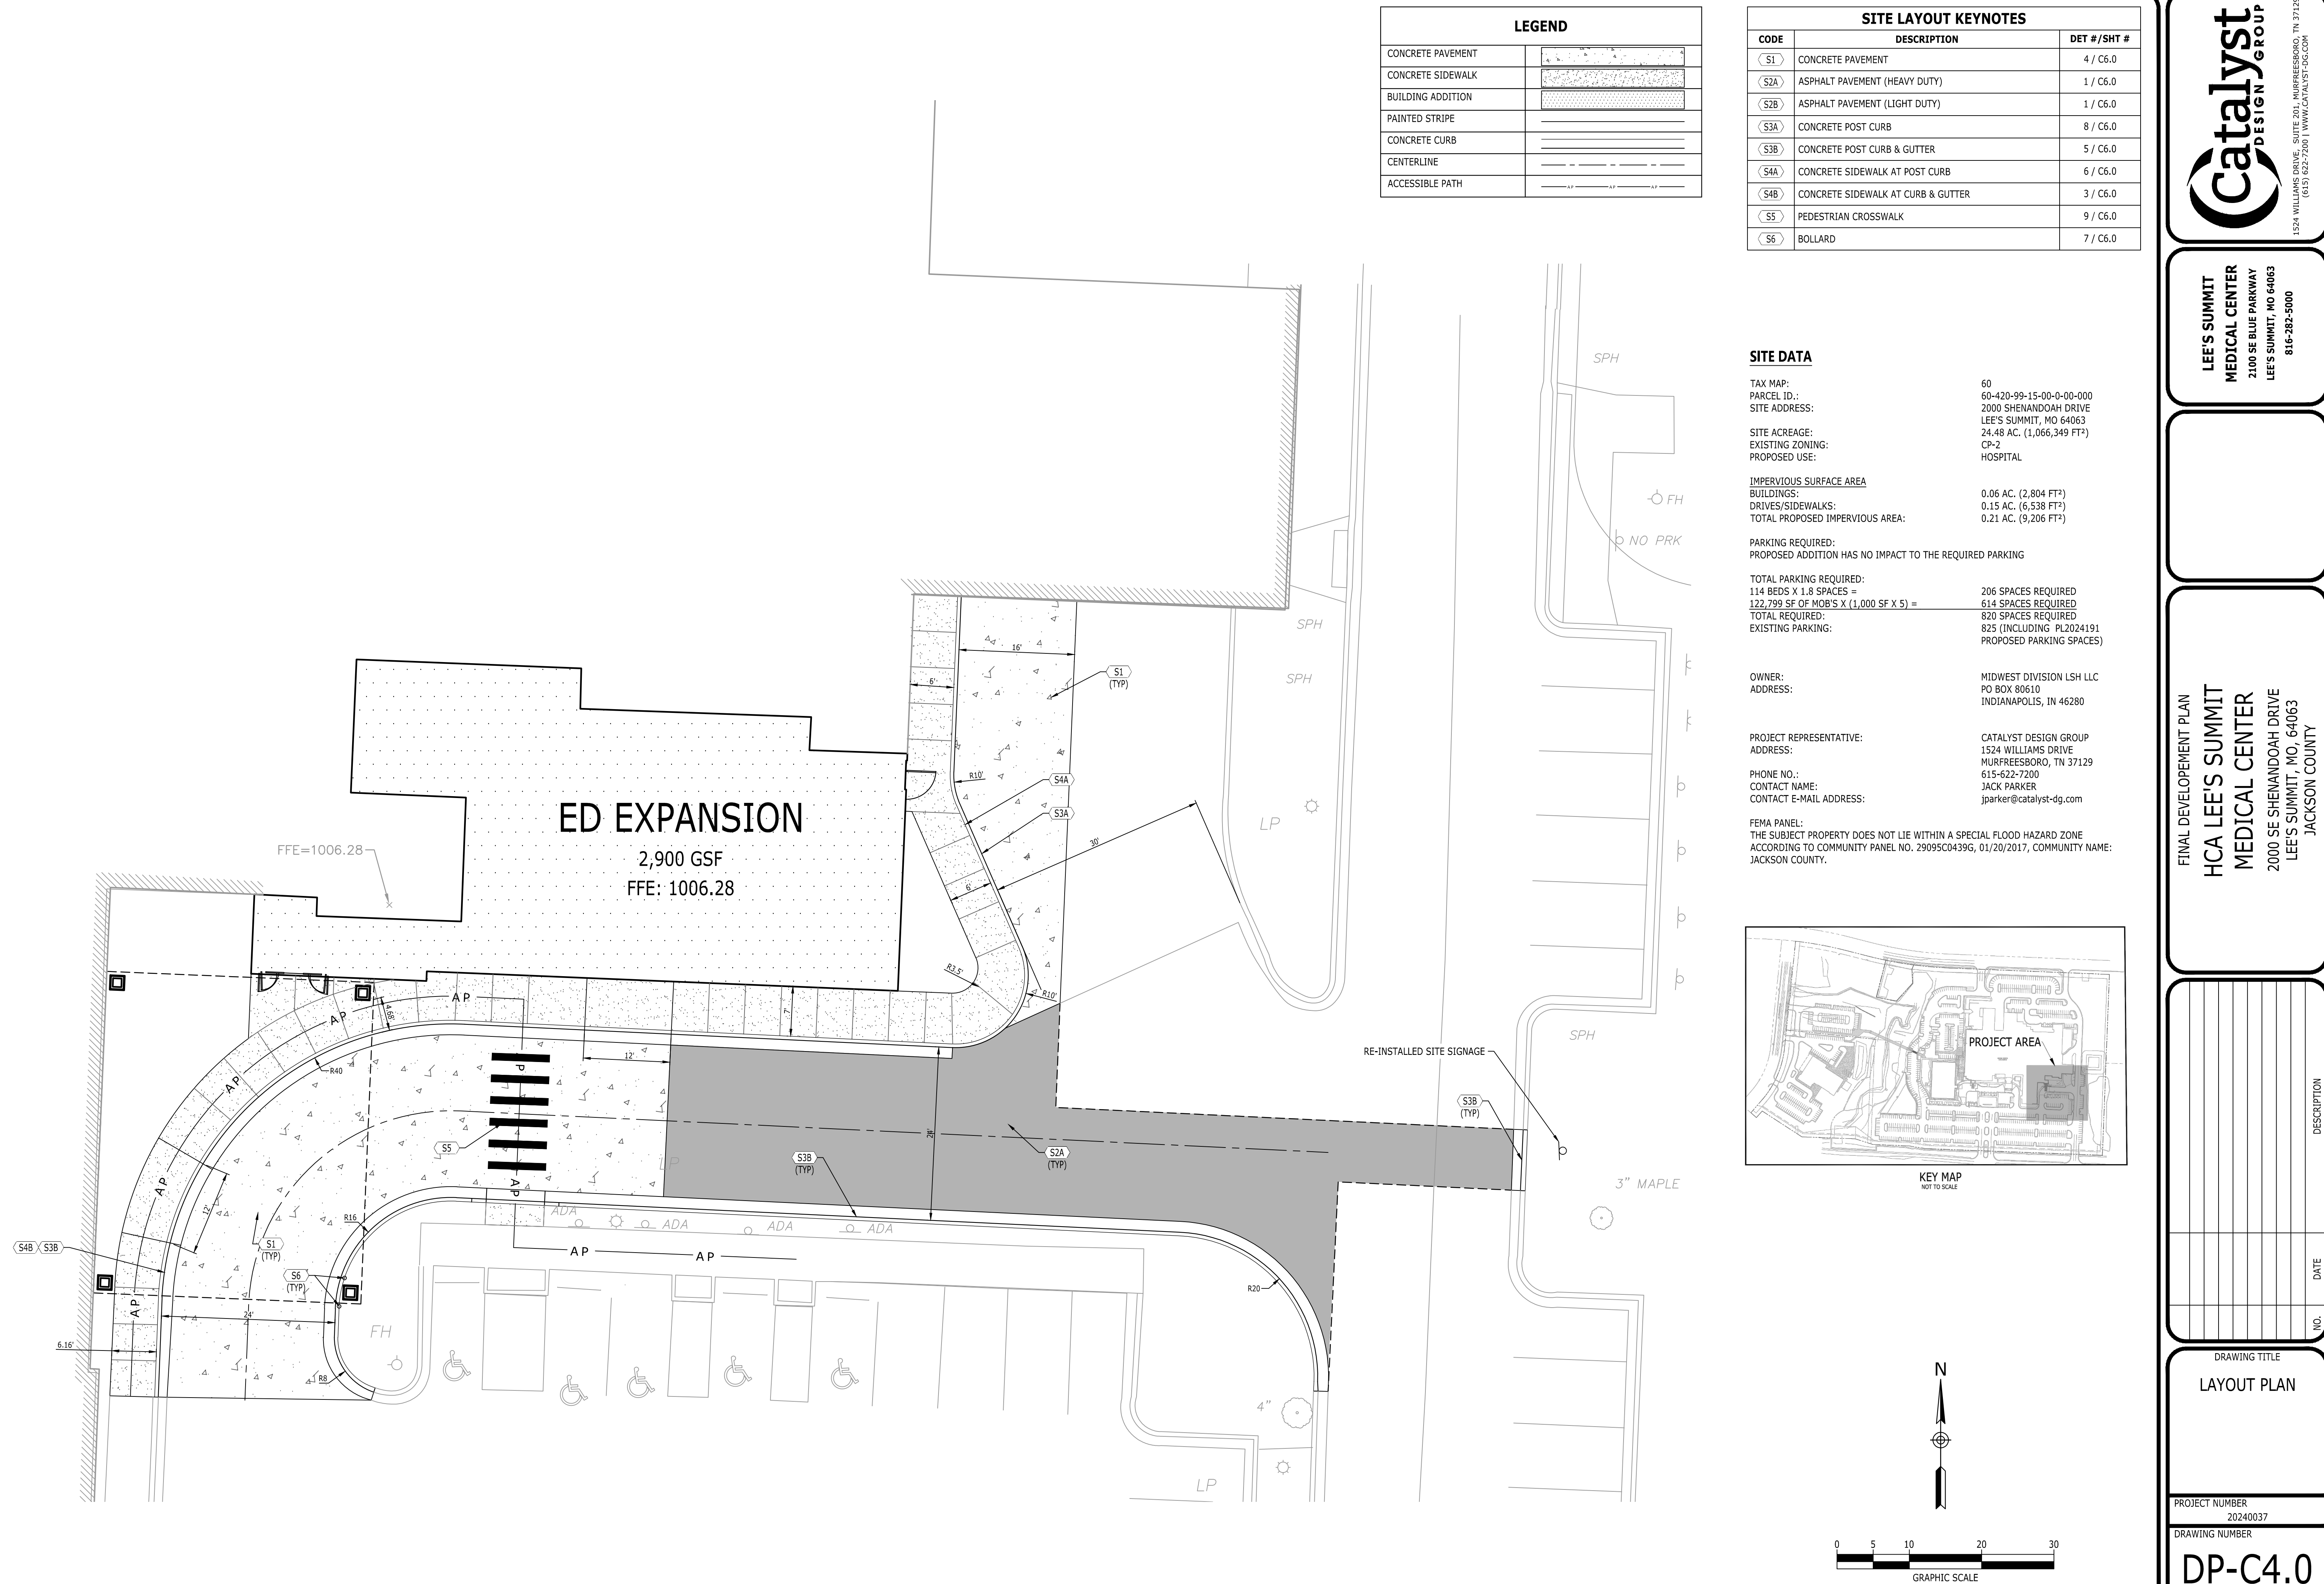 LEGEND
CONCRETE PAVEMENT
CONCRETE SIDEWALK
BUILDING ADDITION
PAINTED STRIPE
CONCRETE CURB
CENTERLINE
ACCESSIBLE PATH
AP AP AP
SITE LAYOUT KEYNOTES
CODE DESCRIPTION DET #/SHT #
S1 CONCRETE PAVEMENT 4 / C6.0
S2A ASPHALT PAVEMENT (HEAVY DUTY) 1 / C6.0
S2B ASPHALT PAVEMENT (LIGHT DUTY) 1 / C6.0
S3A CONCRETE POST CURB 8 / C6.0
S3B CONCRETE POST CURB & GUTTER 5 / C6.0
S4A CONCRETE SIDEWALK AT POST CURB 6 / C6.0
S4B CONCRETE SIDEWALK AT CURB & GUTTER 3 / C6.0
S5 PEDESTRIAN CROSSWALK 9 / C6.0
S6 BOLLARD 7 / C6.0
SITE DATA
TAX MAP: 60
PARCEL ID.: 60-420-99-15-00-0-00-000
SITE ADDRESS: 2000 SHENANDOAH DRIVE
LEE'S SUMMIT, MO 64063
SITE ACREAGE: 24.48 AC. (1,066,349 FT²)
EXISTING ZONING: CP-2
PROPOSED USE: HOSPITAL
IMPERVIOUS SURFACE AREA
BUILDINGS: 0.06 AC. (2,804 FT²)
DRIVES/SIDEWALKS: 0.15 AC. (6,538 FT²)
TOTAL PROPOSED IMPERVIOUS AREA: 0.21 AC. (9,206 FT²)
PARKING REQUIRED:
PROPOSED ADDITION HAS NO IMPACT TO THE REQUIRED PARKING
TOTAL PARKING REQUIRED:
114 BEDS X 1.8 SPACES = 206 SPACES REQUIRED
122,799 SF OF MOB'S X (1,000 SF X 5) = 614 SPACES REQUIRED
TOTAL REQUIRED: 820 SPACES REQUIRED
EXISTING PARKING: 825 (INCLUDING PL2024191
PROPOSED PARKING SPACES)
OWNER: MIDWEST DIVISION LSH LLC
ADDRESS: PO BOX 80610
INDIANAPOLIS, IN 46280
PROJECT REPRESENTATIVE: CATALYST DESIGN GROUP
ADDRESS: 1524 WILLIAMS DRIVE
MURFREESBORO, TN 37129
PHONE NO.: 615-622-7200
CONTACT NAME: JACK PARKER
CONTACT E-MAIL ADDRESS: jparker@catalyst-dg.com
FEMA PANEL:
THE SUBJECT PROPERTY DOES NOT LIE WITHIN A SPECIAL FLOOD HAZARD ZONE
ACCORDING TO COMMUNITY PANEL NO. 29095C0439G, 01/20/2017, COMMUNITY NAME:
JACKSON COUNTY.
PROJECT AREA
KEY MAP
NOT TO SCALE
N
0 5 10 20 30
GRAPHIC SCALE
SPH
FH
NO PRK
SPH
SPH
16'
S1
(TYP)
6'
2'
R10'
S4A
S3A
LP
30'
6'
ED EXPANSION
2,900 GSF
FFE: 1006.28
FFE=1006.28
R3.5'
R10'
AP
4.68'
7'
AP
SPH
RE-INSTALLED SITE SIGNAGE
12'
AP
R40
AP
S3B
(TYP)
24'
S5
S2A
(TYP)
S3B
(TYP)
LP
AP
AP
3" MAPLE
12'
R16
ADA
ADA
ADA
ADA
S4B S3B
S1
(TYP)
AP
AP
S6
(TYP)
R20
AP
24'
FH
6.16'
R8
4"
LP
Catalyst
DESIGN GROUP
1524 WILLIAMS DRIVE, SUITE 201, MURFREESBORO, TN 37129
(615) 622-7200 | WWW.CATALYST-DG.COM
LEE'S SUMMIT
MEDICAL CENTER
2100 SE BLUE PARKWAY
LEE'S SUMMIT, MO 64063
816-282-5000
FINAL DEVELOPEMENT PLAN
HCA LEE'S SUMMIT
MEDICAL CENTER
2000 SE SHENANDOAH DRIVE
LEE'S SUMMIT, MO, 64063
JACKSON COUNTY
NO. DATE DESCRIPTION
DRAWING TITLE
LAYOUT PLAN
PROJECT NUMBER
20240037
DRAWING NUMBER
DP-C4.0